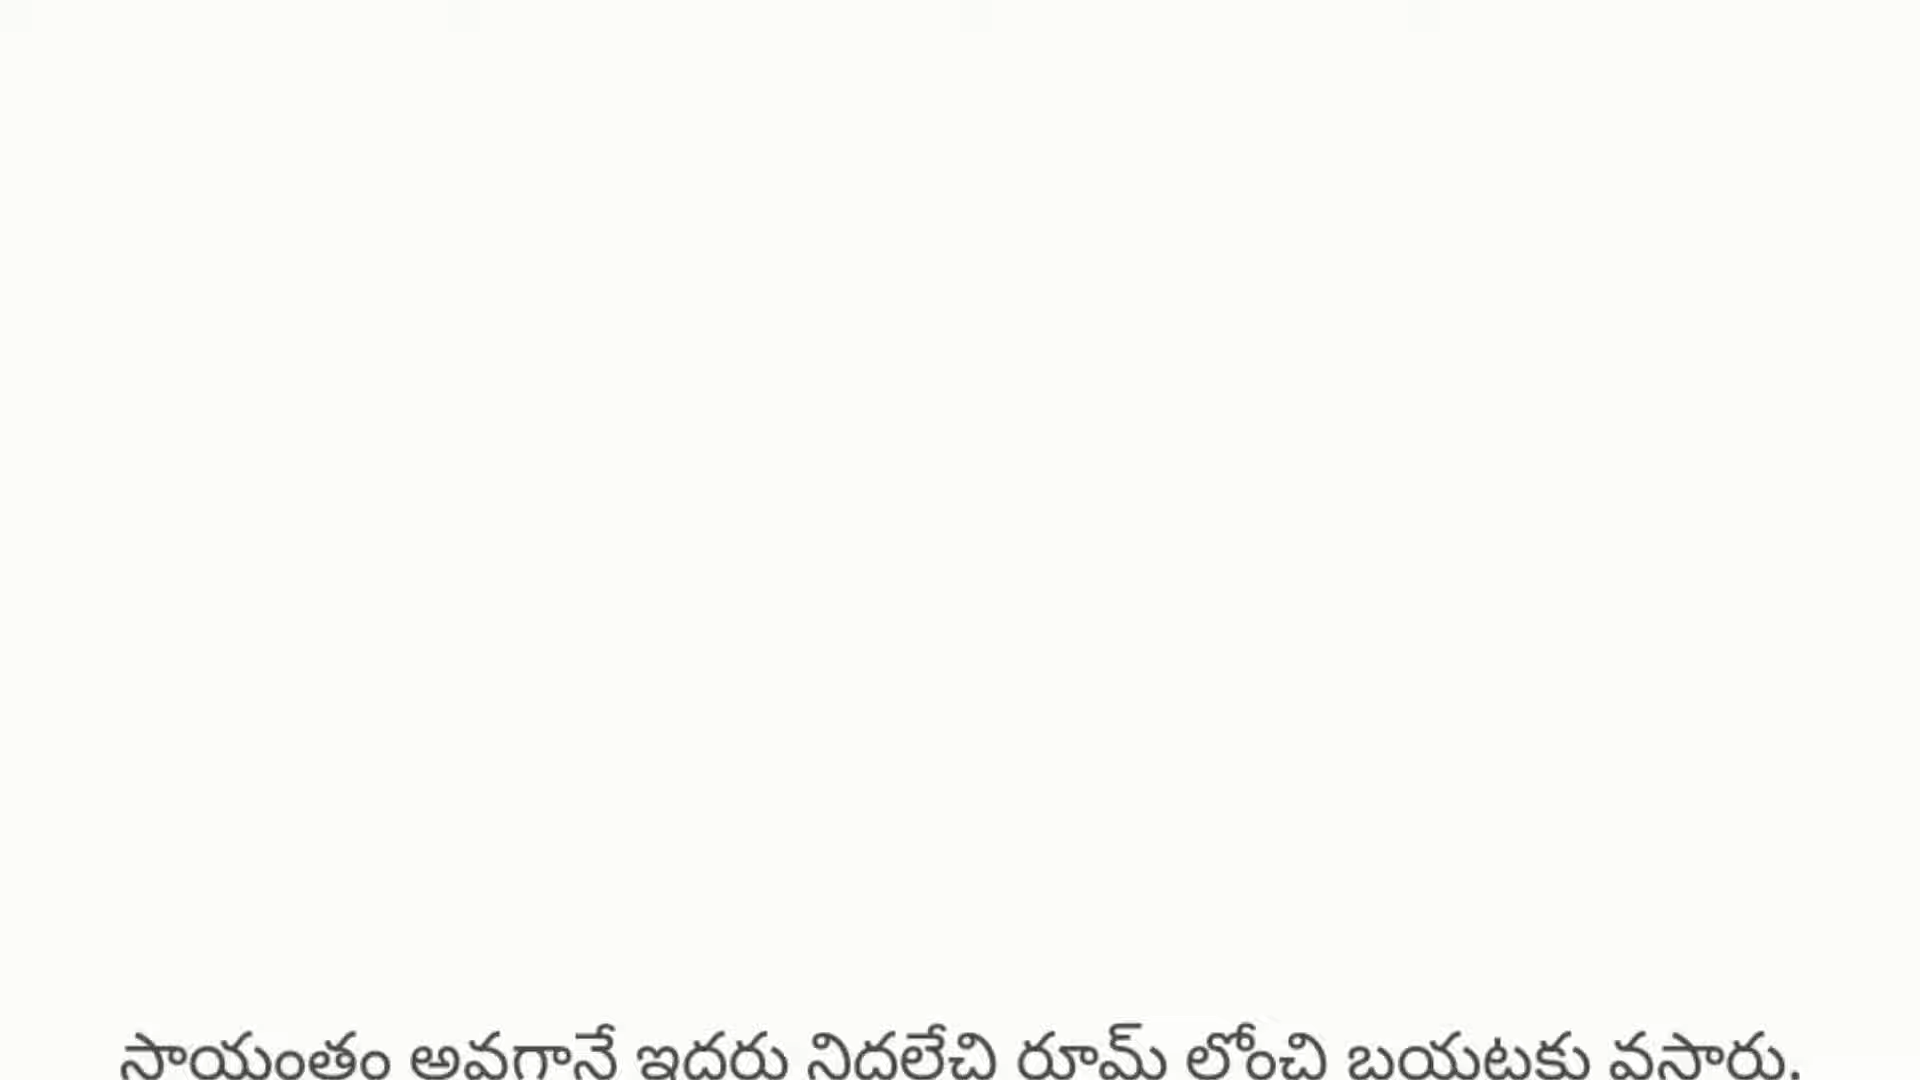 సాయంతం అవగానే ఇదరు నిదలేచి రూమ్ లోంచి బయటకు వసారు.